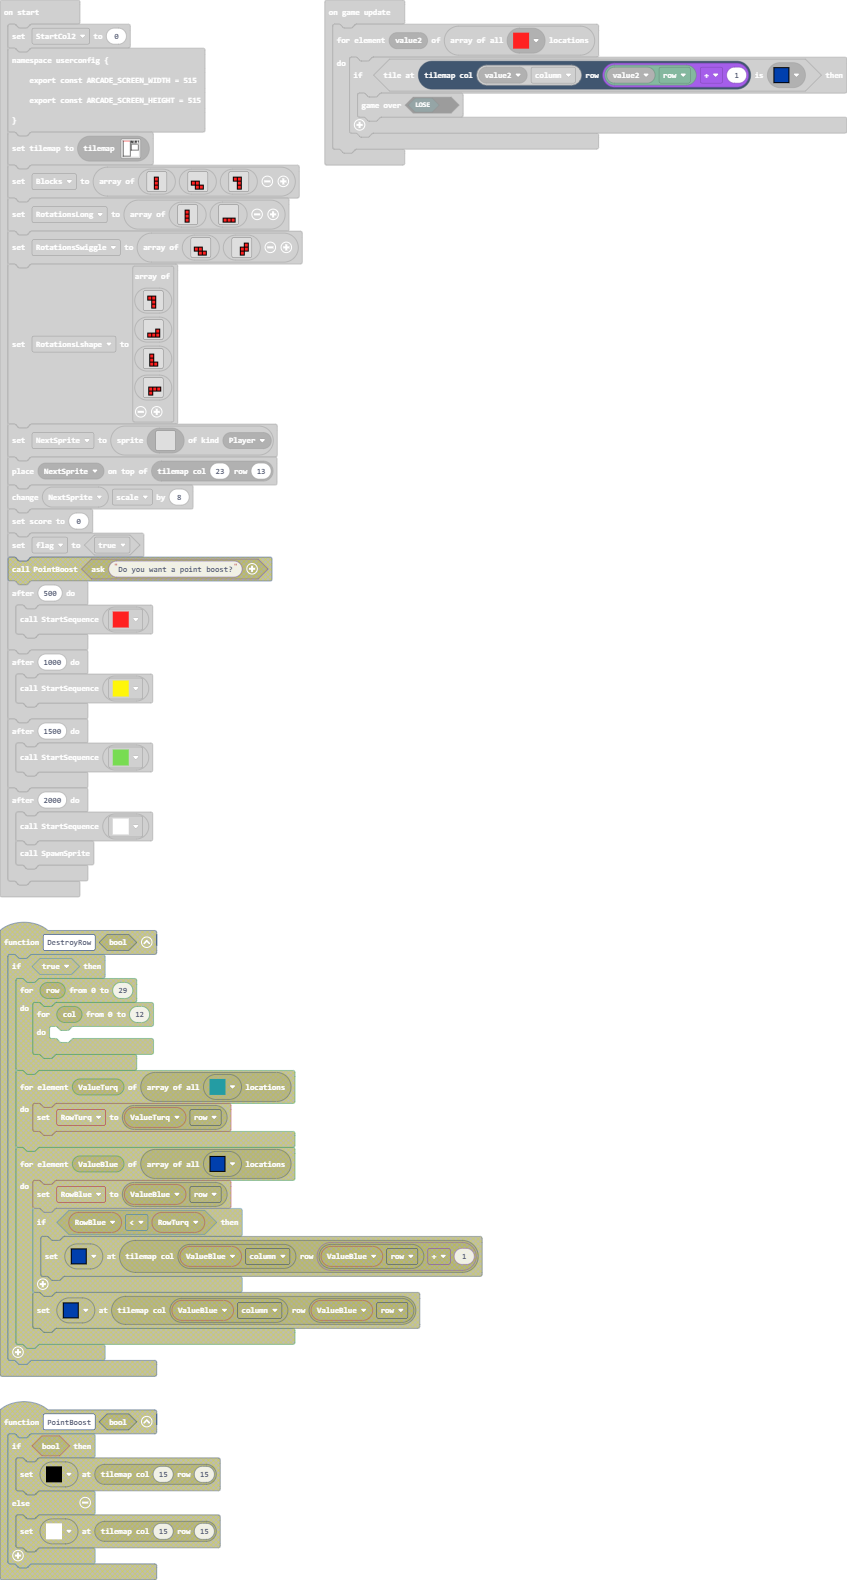 on start
set StartCol2 to 0
namespace userconfig {
export const ARCADE_SCREEN_WIDTH = 515
export const ARCADE_SCREEN_HEIGHT = 515
}
set tilemap to tilemap
set Blocks to array of
set RotationsLong to array of
set RotationsSwiggle to array of
array of
set RotationsLshape to
set NextSprite to sprite of kind Player
place NextSprite on top of tilemap col 23 row 13
change NextSprite scale by 8
set score to 0
set flag to true
call PointBoost ask "Do you want a point boost?"
after 500 do
call StartSequence
after 1000 do
call StartSequence
after 1500 do
call StartSequence
after 2000 do
call StartSequence
call SpawnSprite
on game update
for element value2 of array of all locations
do
if tile at tilemap col value2 column row value2 row + 1 is then
game over LOSE
function DestroyRow bool
if true then
for row from 0 to 29
do
for col from 0 to 12
do
for element ValueTurq of array of all locations
do
set RowTurq to ValueTurq row
for element ValueBlue of array of all locations
do
set RowBlue to ValueBlue row
if RowBlue < RowTurq then
set at tilemap col ValueBlue column row ValueBlue row + 1
set at tilemap col ValueBlue column row ValueBlue row
function PointBoost bool
if bool then
set at tilemap col 15 row 15
else
set at tilemap col 15 row 15